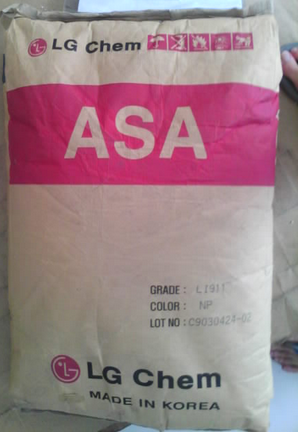 LG Chem
ASA
GRADE : LI911
COLOR : NP
LOT NO : C9030424-02
LG Chem
MADE IN KOREA